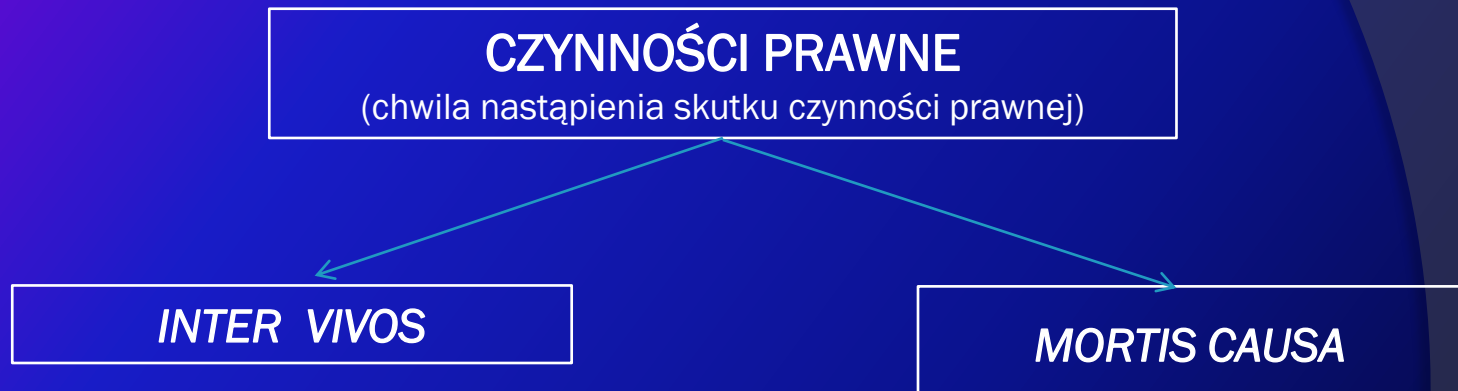 CZYNNOŚCI PRAWNE
(chwila nastąpienia skutku czynności prawnej)
INTER VIVOS
MORTIS CAUSA